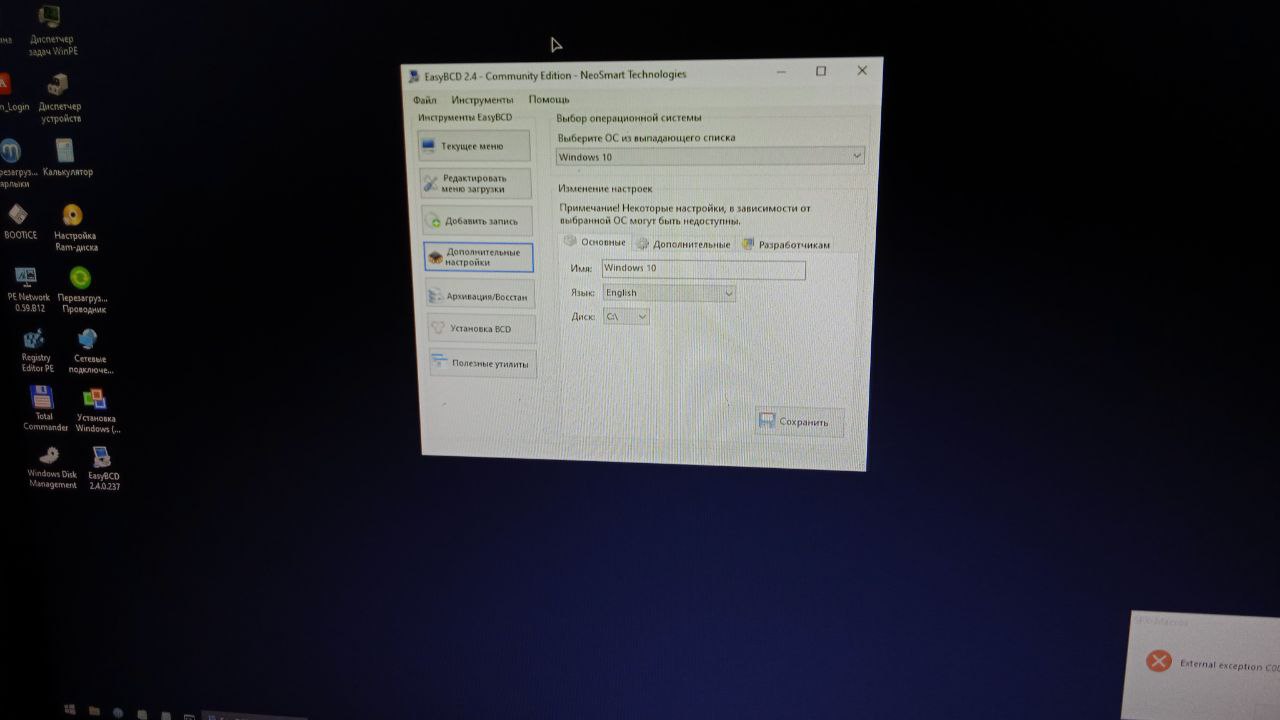 Диспетчер
задач WinPE
n_Login
Диспетчер
устройств
Калькулятор
BOOTICE
Настройка
Ram-диска
PE Network
0.59.B12
Перезагруз...
Проводник
Registry
Editor PE
Сетевые
подключе...
Total
Commander
Установка
Windows (...
Windows Disk
Management
EasyBCD
2.4.0.237
EasyBCD 2.4 - Community Edition - NeoSmart Technologies
Файл Инструменты Помощь
Инструменты EasyBCD
Текущее меню
Редактировать
меню загрузки
Добавить запись
Дополнительные
настройки
Архивация/Восстан
Установка BCD
Полезные утилиты
Выбор операционной системы
Выберите ОС из выпадающего списка
Windows 10
Изменение настроек
Примечание! Некоторые настройки, в зависимости от
выбранной ОС могут быть недоступны.
Основные Дополнительные Разработчикам
Имя: Windows 10
Язык: English
Диск: C:\
Сохранить
External exception C00